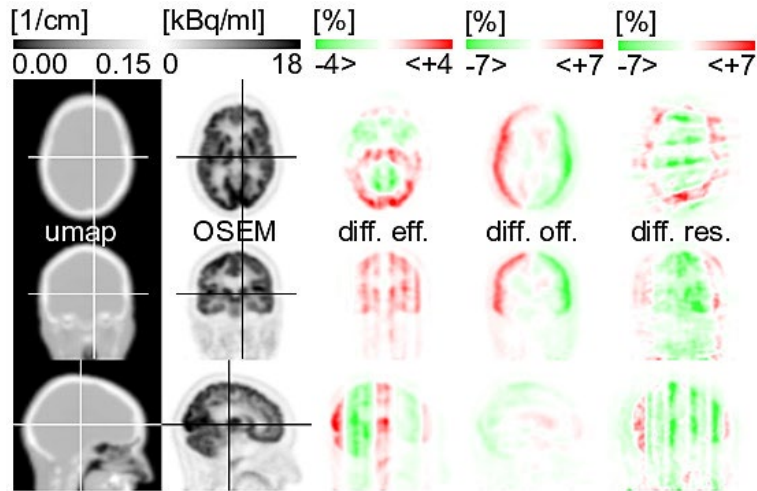 [1/cm] [kBq/ml] [%] [%] [%]
0.00 0.15 0 18 -4> <+4 -7> <+7 -7> <+7
umap OSEM diff. eff. diff. off. diff. res.